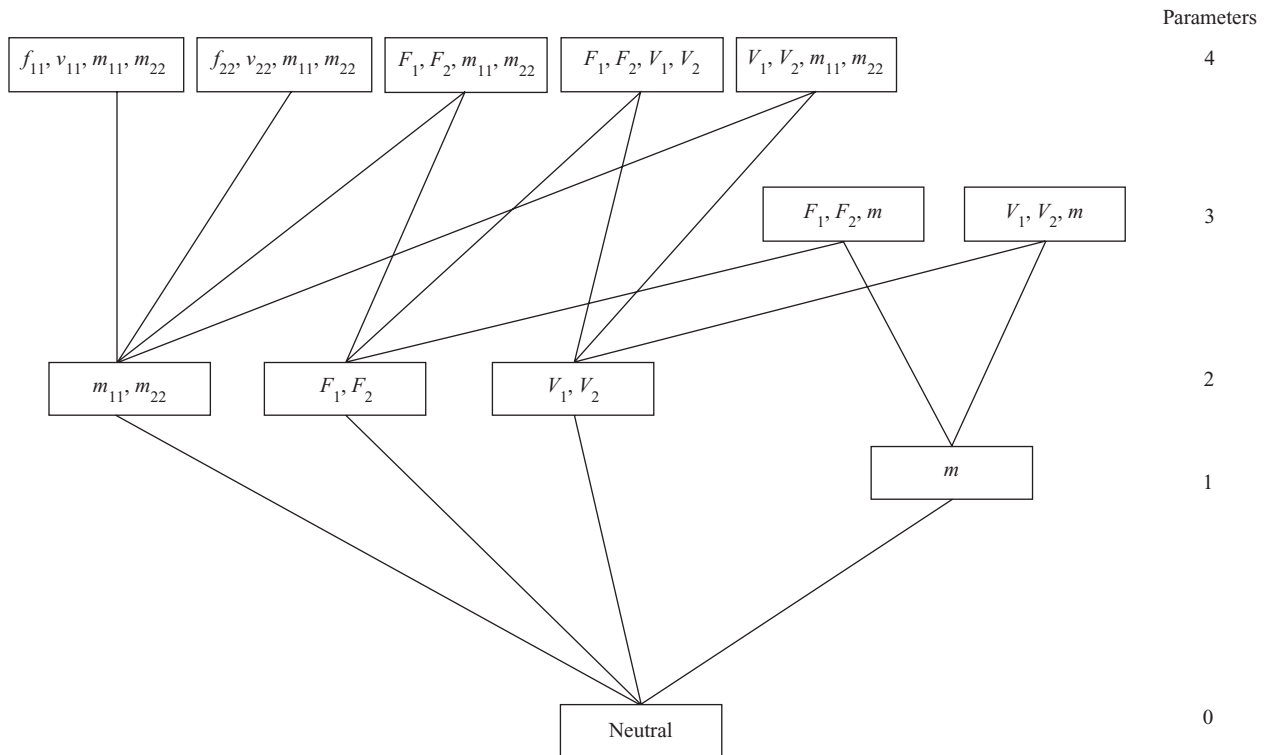 Parameters
f₁₁, v₁₁, m₁₁, m₂₂
f₂₂, v₂₂, m₁₁, m₂₂
F₁, F₂, m₁₁, m₂₂
F₁, F₂, V₁, V₂
V₁, V₂, m₁₁, m₂₂
4
F₁, F₂, m
V₁, V₂, m
3
m₁₁, m₂₂
F₁, F₂
V₁, V₂
2
m
1
Neutral
0